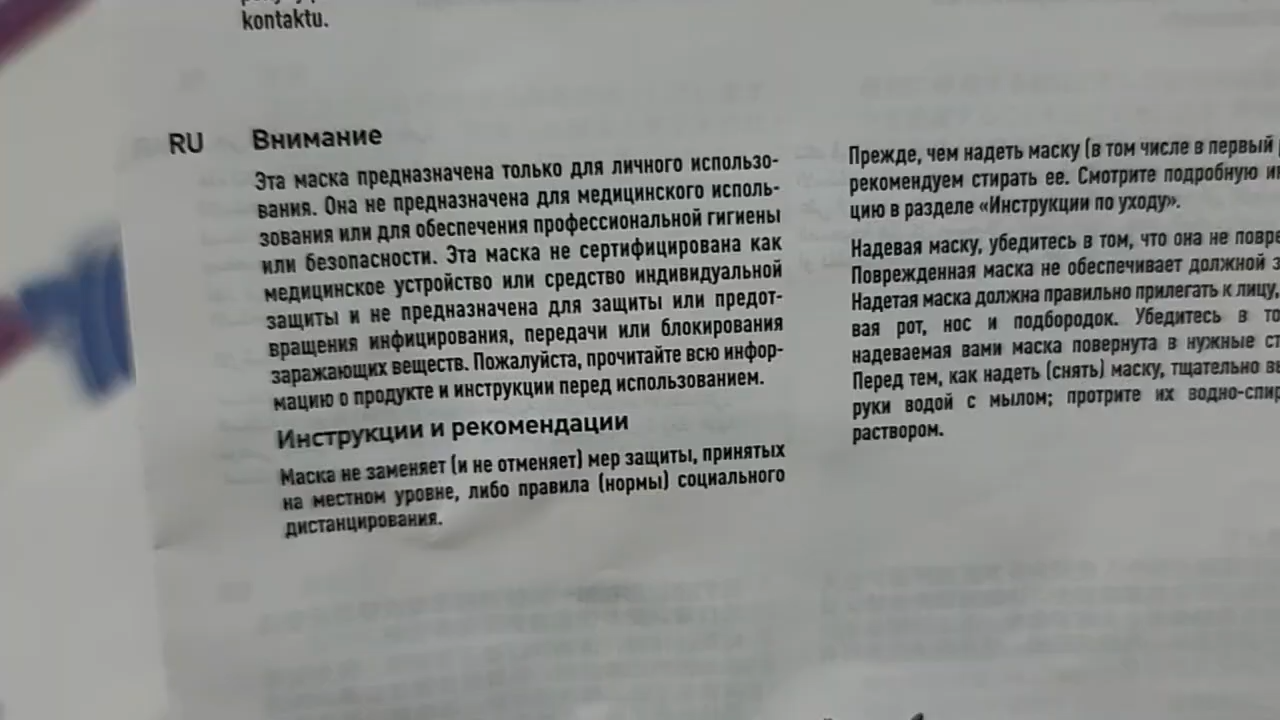 kontaktu.
RU
Внимание
Эта маска предназначена только для личного использо-
вания. Она не предназначена для медицинского исполь-
зования или для обеспечения профессиональной гигиены
или безопасности. Эта маска не сертифицирована как
медицинское устройство или средство индивидуальной
защиты и не предназначена для защиты или предот-
вращения инфицирования, передачи или блокирования
заражающих веществ. Пожалуйста, прочитайте всю инфор-
мацию о продукте и инструкции перед использованием.
Инструкции и рекомендации
Маска не заменяет (и не отменяет) мер защиты, принятых
на местном уровне, либо правила (нормы) социального
дистанцирования.
Прежде, чем надеть маску (в том числе в первый
рекомендуем стирать ее. Смотрите подробную
цию в разделе «Инструкции по уходу».
Надевая маску, убедитесь в том, что она не повре
Поврежденная маска не обеспечивает должной
Надетая маска должна правильно прилегать к лицу,
вая рот, нос и подбородок. Убедитесь в то
надеваемая вами маска повернута в нужные ст
Перед тем, как надеть (снять) маску, тщательно вы
руки водой с мылом; протрите их водно-спир
раствором.